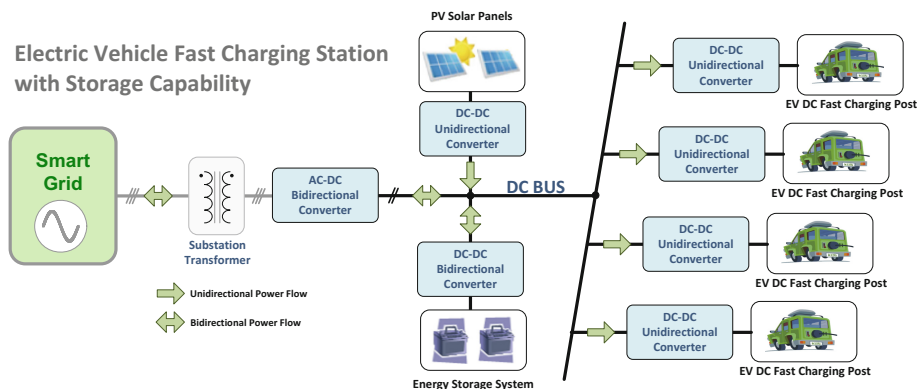 Electric Vehicle Fast Charging Station
with Storage Capability
PV Solar Panels
DC-DC
Unidirectional
Converter
Smart
Grid
Substation
Transformer
AC-DC
Bidirectional
Converter
DC BUS
DC-DC
Bidirectional
Converter
Energy Storage System
Unidirectional Power Flow
Bidirectional Power Flow
DC-DC
Unidirectional
Converter
EV DC Fast Charging Post
DC-DC
Unidirectional
Converter
EV DC Fast Charging Post
DC-DC
Unidirectional
Converter
EV DC Fast Charging Post
DC-DC
Unidirectional
Converter
EV DC Fast Charging Post